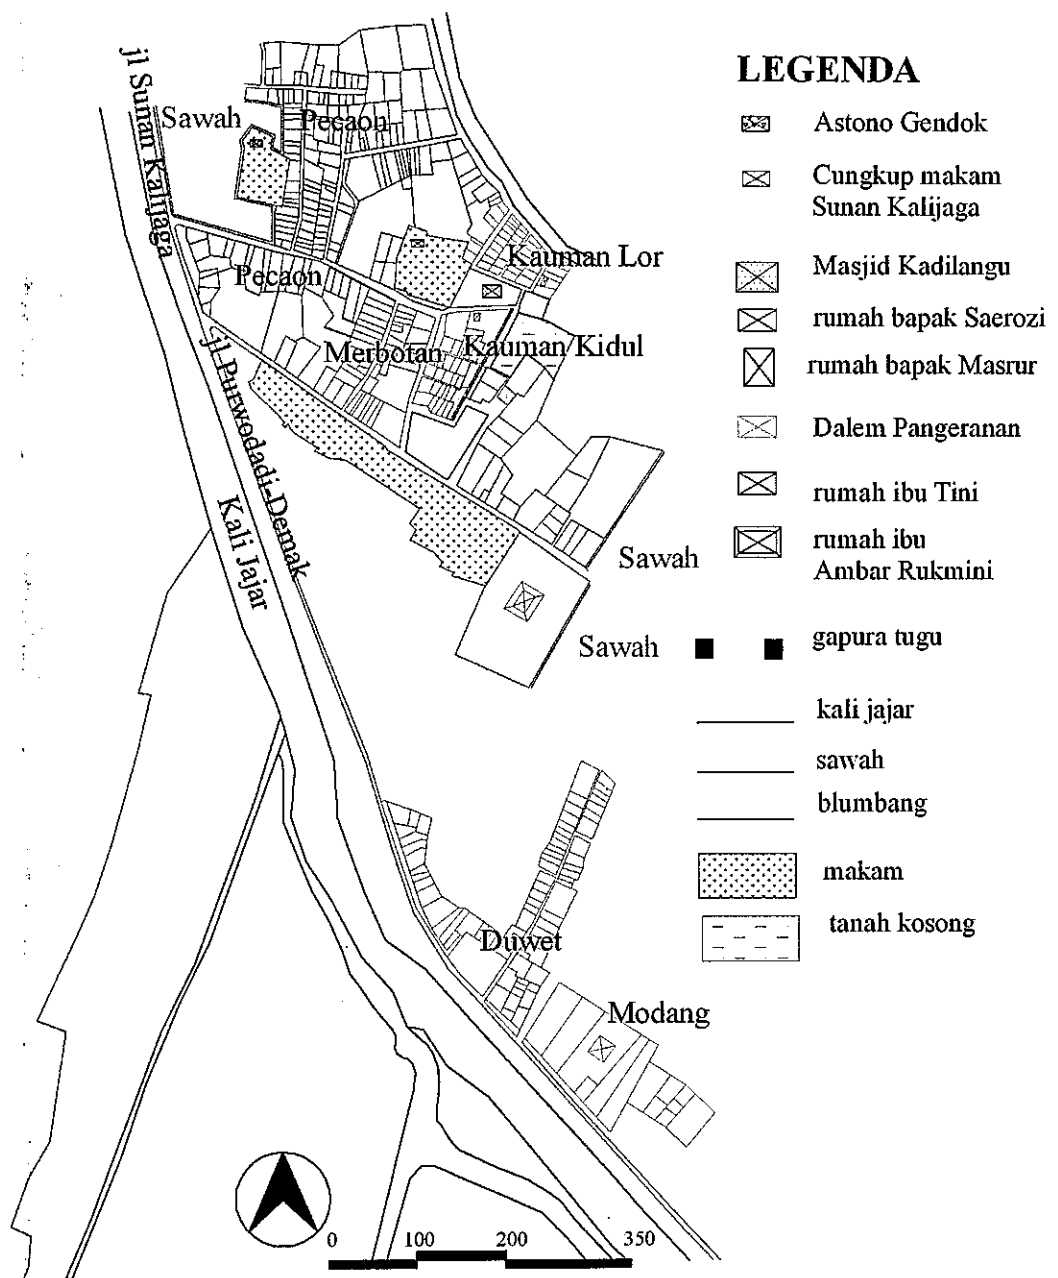 jl Sunan Kalijaga
Sawah
Pecaon
Kauman Lor
Pecaon
Merbotan
Kauman Kidul
jl Purwodadi-Demak
Kali Jajar
Sawah
Sawah
Duwet
Modang
0 100 200 350
LEGENDA
Astono Gendok
Cungkup makam
Sunan Kalijaga
Masjid Kadilangu
rumah bapak Saerozi
rumah bapak Masrur
Dalem Pangeranan
rumah ibu Tini
rumah ibu
Ambar Rukmini
gapura tugu
kali jajar
sawah
blumbang
makam
tanah kosong